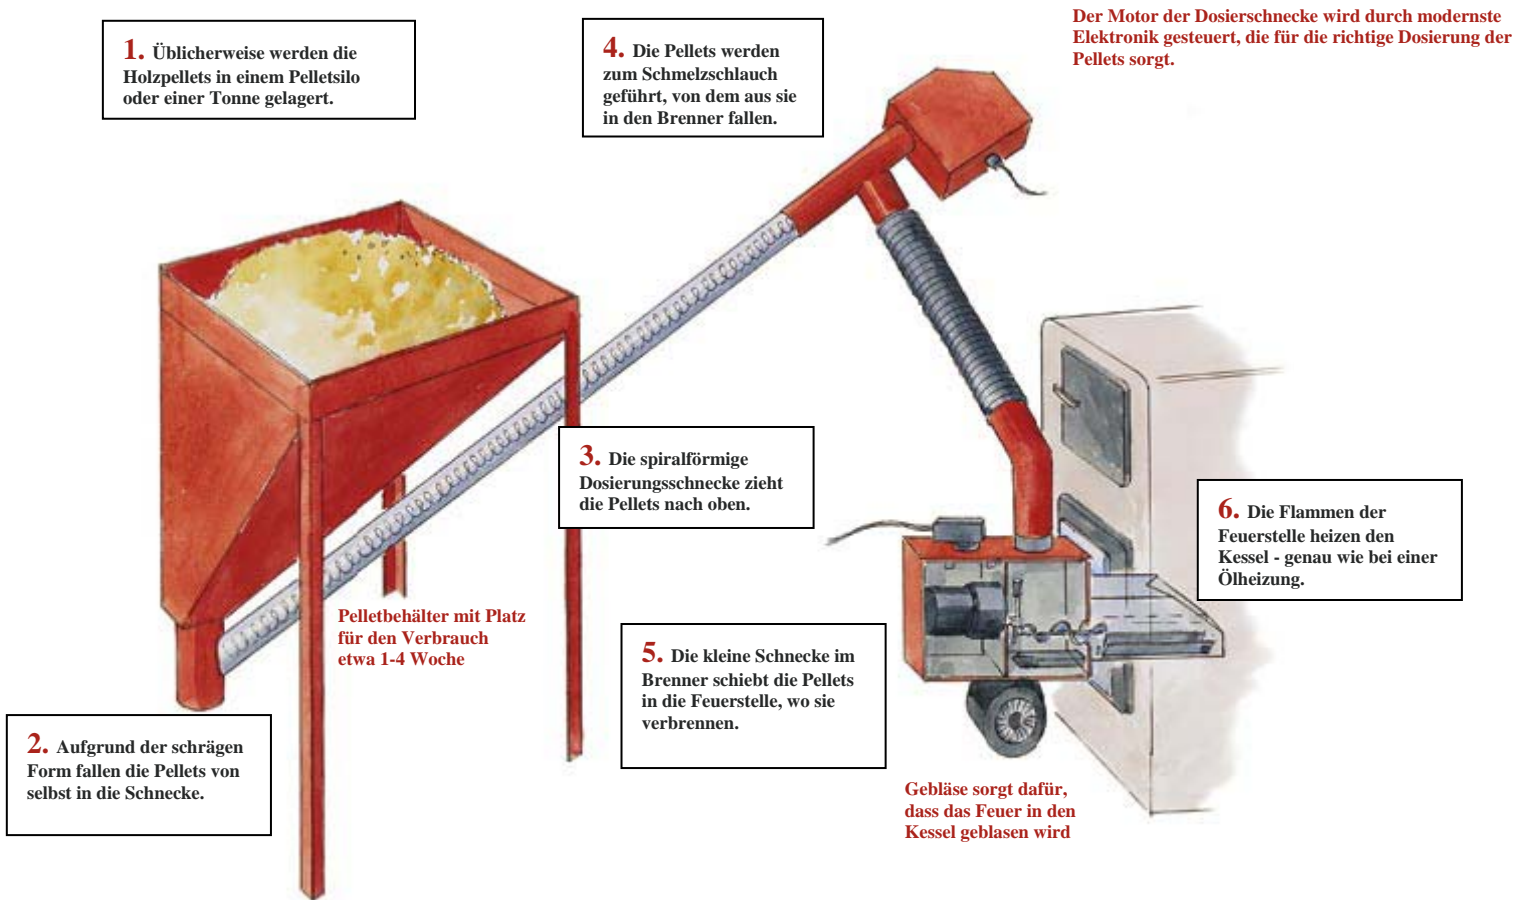 1. Üblicherweise werden die
Holzpellets in einem Pelletsilo
oder einer Tonne gelagert.
4. Die Pellets werden
zum Schmelzschlauch
geführt, von dem aus sie
in den Brenner fallen.
Der Motor der Dosierschnecke wird durch modernste
Elektronik gesteuert, die für die richtige Dosierung der
Pellets sorgt.
3. Die spiralförmige
Dosierungsschnecke zieht
die Pellets nach oben.
6. Die Flammen der
Feuerstelle heizen den
Kessel - genau wie bei einer
Ölheizung.
Pelletbehälter mit Platz
für den Verbrauch
etwa 1-4 Woche
5. Die kleine Schnecke im
Brenner schiebt die Pellets
in die Feuerstelle, wo sie
verbrennen.
2. Aufgrund der schrägen
Form fallen die Pellets von
selbst in die Schnecke.
Gebläse sorgt dafür,
dass das Feuer in den
Kessel geblasen wird